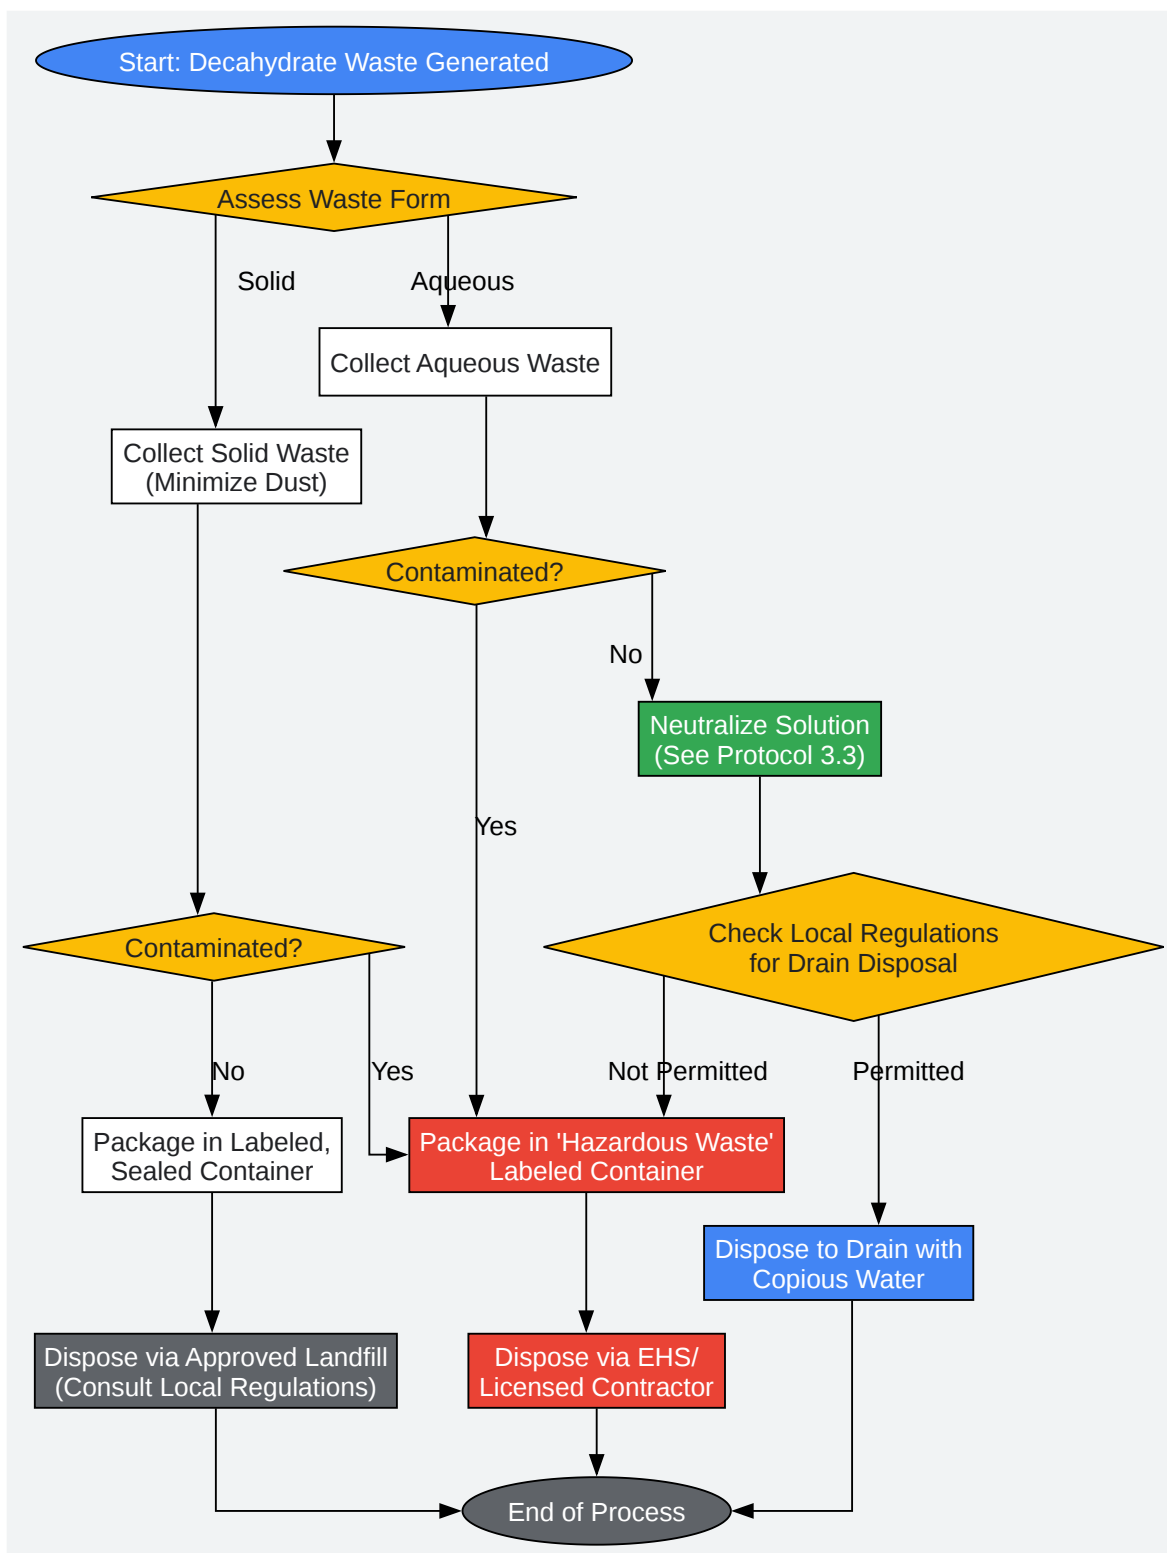 Start: Decahydrate Waste Generated
Assess Waste Form
Solid
Aqueous
Collect Aqueous Waste
Collect Solid Waste
(Minimize Dust)
Contaminated?
No
Neutralize Solution
(See Protocol 3.3)
Yes
Contaminated?
Check Local Regulations
for Drain Disposal
No
Yes
Not Permitted
Permitted
Package in Labeled,
Sealed Container
Package in 'Hazardous Waste'
Labeled Container
Dispose to Drain with
Copious Water
Dispose via Approved Landfill
(Consult Local Regulations)
Dispose via EHS/
Licensed Contractor
End of Process